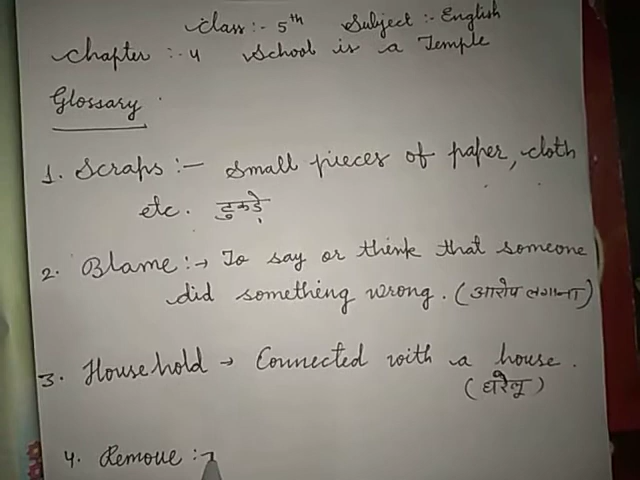 Class :- 5th Subject :- English
Chapter :- 4 School is a Temple
Glossary
1. Scraps :- Small pieces of paper, cloth
etc. टुकड़े
2. Blame :→ To say or think that someone
did something wrong. (आरोप लगाना)
3. Household → Connected with a house.
(घरेलू)
4. Remove :-